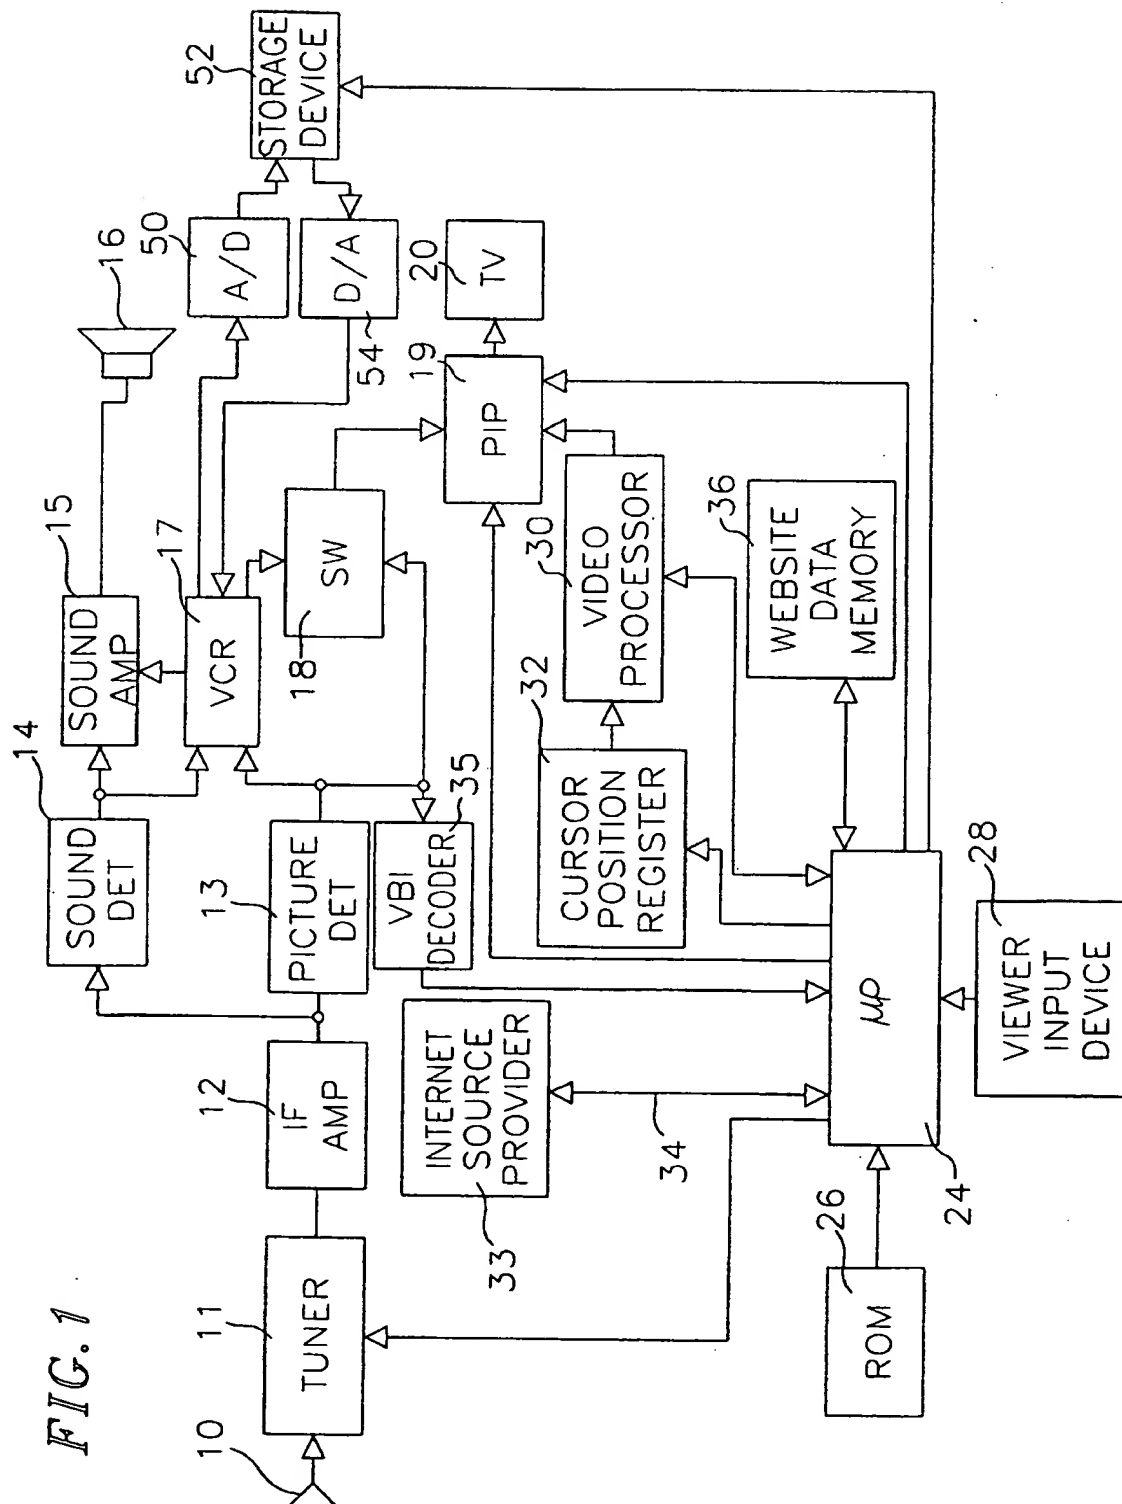 FIG. 1
10
11
TUNER
12
IF
AMP
13
PICTURE
DET
14
SOUND
DET
15
SOUND
AMP
16
17
VCR
18
SW
50
A/D
52
STORAGE
DEVICE
D/A
54
19
PIP
20
TV
35
VBI
DECODER
33
INTERNET
SOURCE
PROVIDER
34
32
CURSOR
POSITION
REGISTER
30
VIDEO
PROCESSOR
36
WEBSITE
DATA
MEMORY
26
ROM
24
μp
28
VIEWER
INPUT
DEVICE